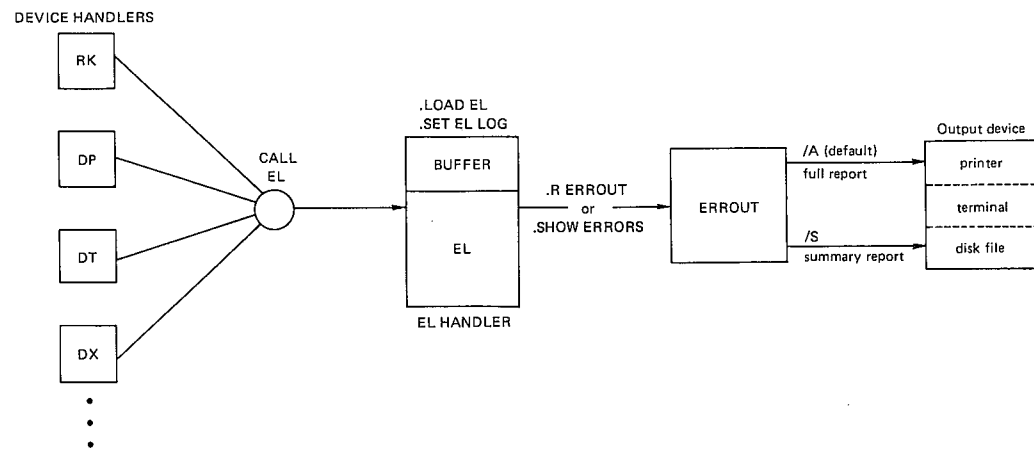 DEVICE HANDLERS
RK
DP
DT
DX
CALL
EL
.LOAD EL
.SET EL LOG
BUFFER
EL
EL HANDLER
.R ERROUT
or
.SHOW ERRORS
ERROUT
/A (default)
full report
/S
summary report
Output device
printer
terminal
disk file